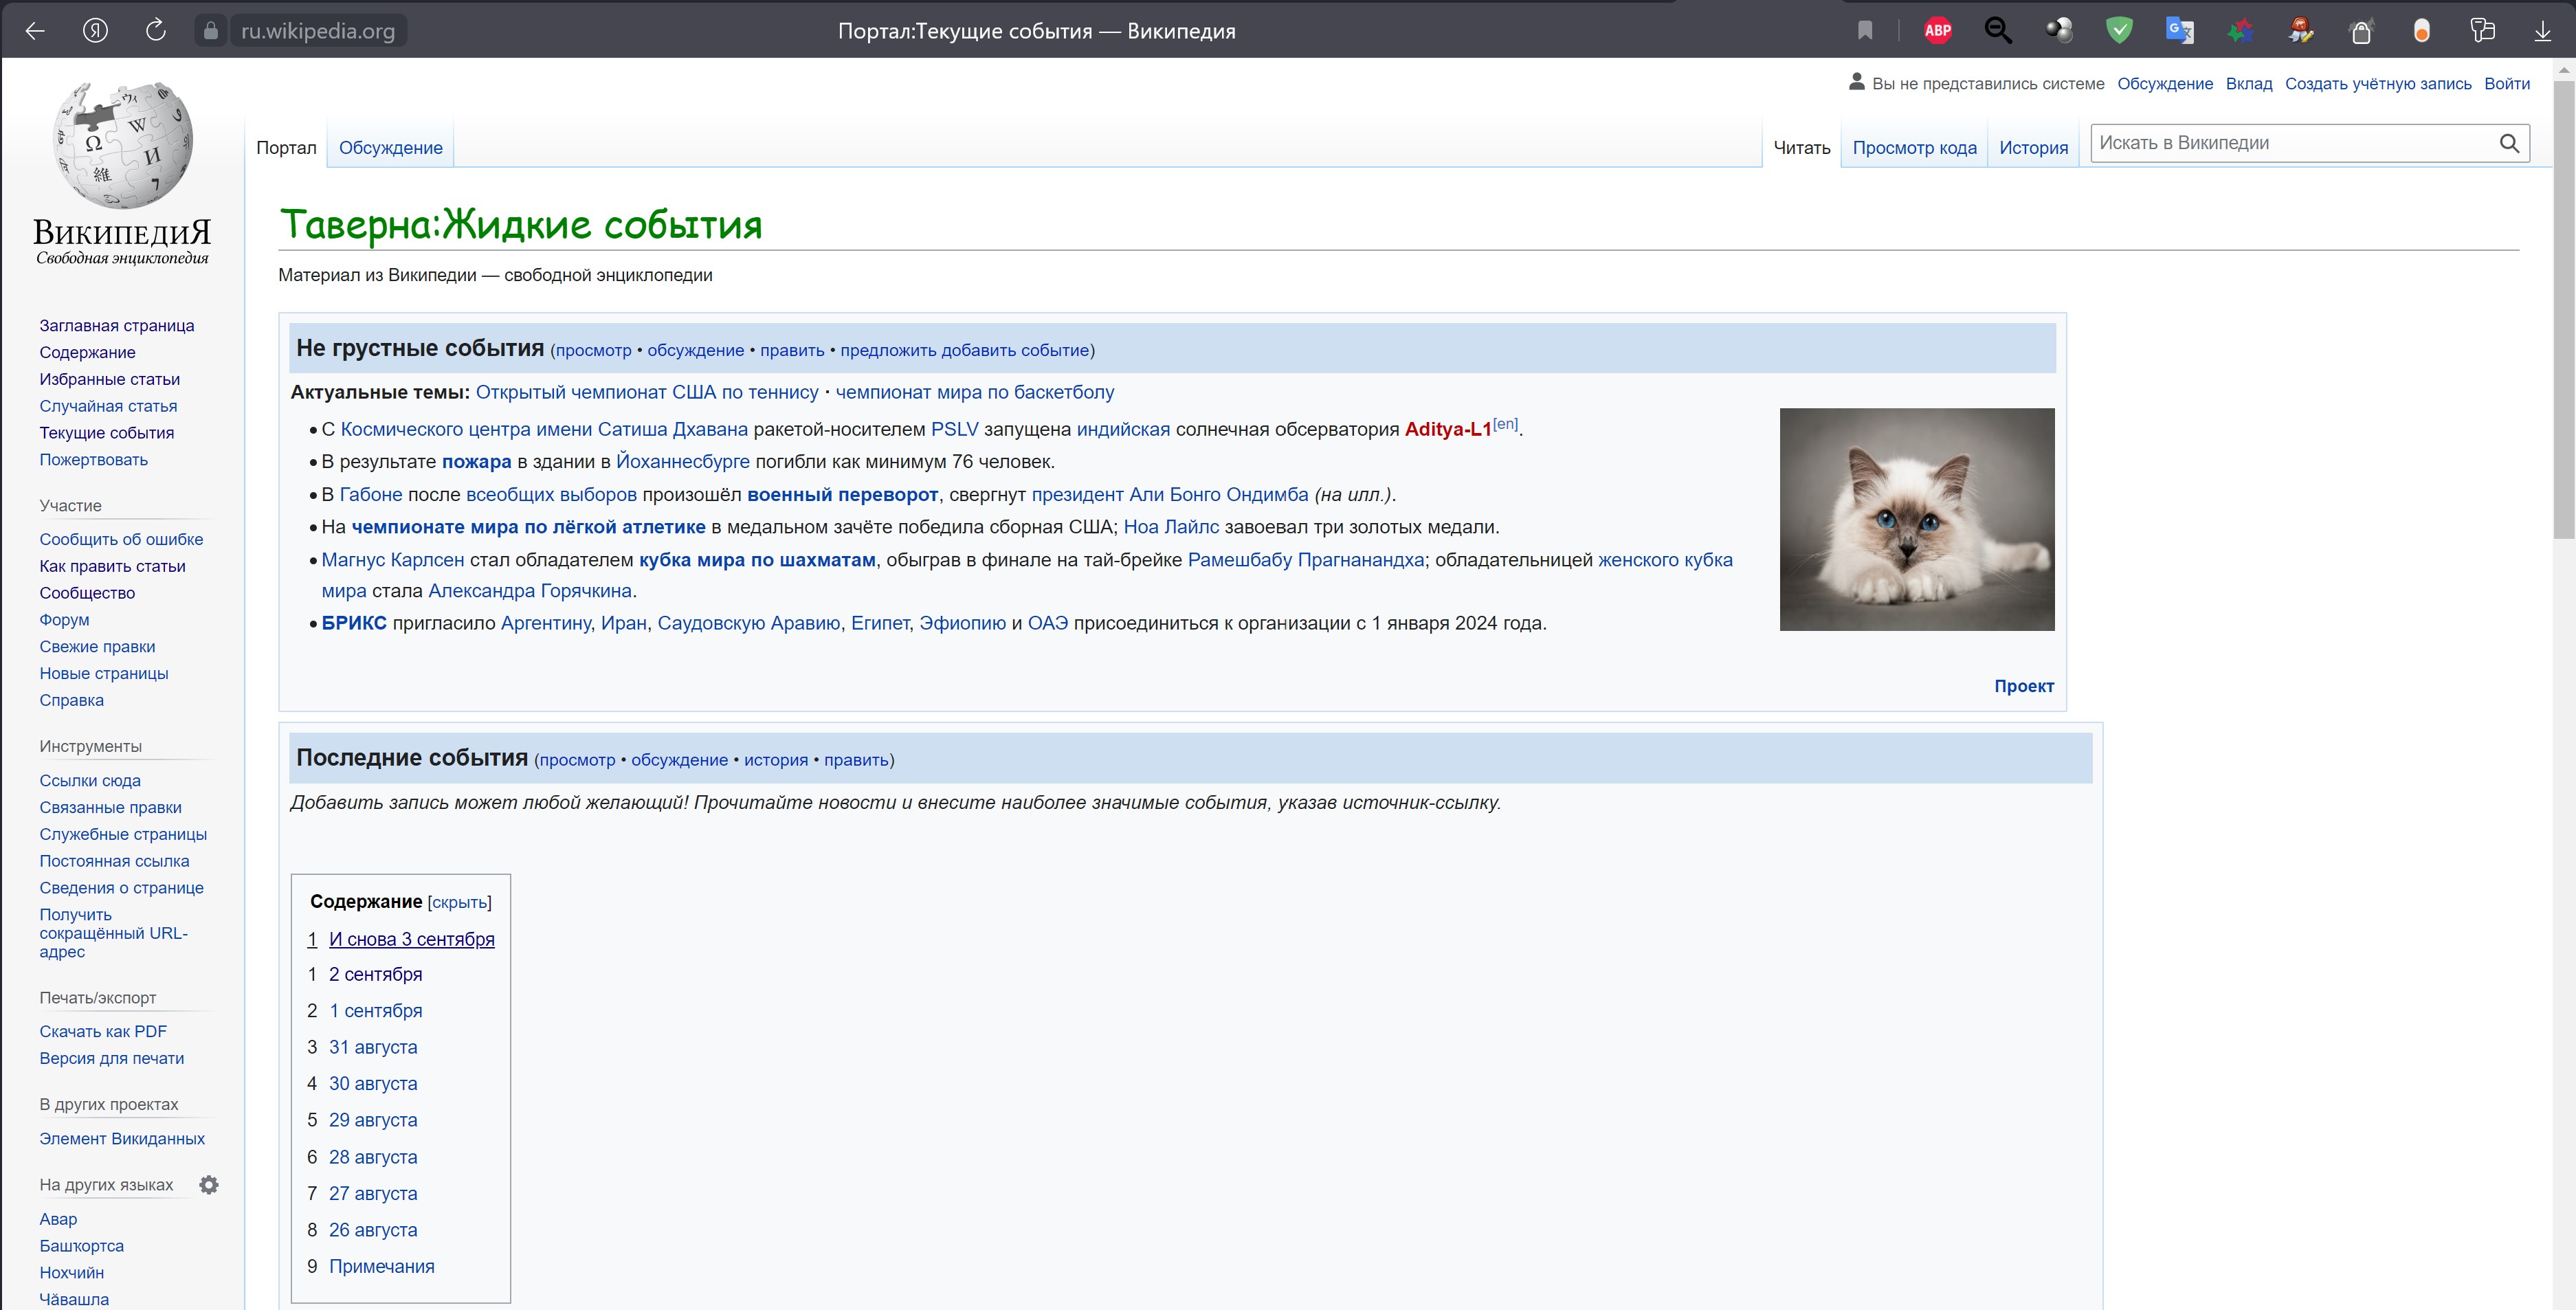 ru.wikipedia.org
Портал:Текущие события — Википедия
ABP
Вы не представились системе Обсуждение Вклад Создать учётную запись Войти
Портал Обсуждение
Читать Просмотр кода История
Искать в Википедии
ВикипедиЯ
Свободная энциклопедия
Заглавная страница
Содержание
Избранные статьи
Случайная статья
Текущие события
Пожертвовать
Участие
Сообщить об ошибке
Как править статьи
Сообщество
Форум
Свежие правки
Новые страницы
Справка
Инструменты
Ссылки сюда
Связанные правки
Служебные страницы
Постоянная ссылка
Сведения о странице
Получить
сокращённый URL-
адрес
Печать/экспорт
Скачать как PDF
Версия для печати
В других проектах
Элемент Викиданных
На других языках
Авар
Башҡортса
Нохчийн
Чӑвашла
Таверна:Жидкие события
Материал из Википедии — свободной энциклопедии
Не грустные события (просмотр • обсуждение • править • предложить добавить событие)
Актуальные темы: Открытый чемпионат США по теннису · чемпионат мира по баскетболу
• С Космического центра имени Сатиша Дхавана ракетой-носителем PSLV запущена индийская солнечная обсерватория Aditya-L1[en].
• В результате пожара в здании в Йоханнесбурге погибли как минимум 76 человек.
• В Габоне после всеобщих выборов произошёл военный переворот, свергнут президент Али Бонго Ондимба (на илл.).
• На чемпионате мира по лёгкой атлетике в медальном зачёте победила сборная США; Ноа Лайлс завоевал три золотых медали.
• Магнус Карлсен стал обладателем кубка мира по шахматам, обыграв в финале на тай-брейке Рамешбабу Прагнанандха; обладательницей женского кубка
мира стала Александра Горячкина.
• БРИКС пригласило Аргентину, Иран, Саудовскую Аравию, Египет, Эфиопию и ОАЭ присоединиться к организации с 1 января 2024 года.
Проект
Последние события (просмотр • обсуждение • история • править)
Добавить запись может любой желающий! Прочитайте новости и внесите наиболее значимые события, указав источник-ссылку.
Содержание [скрыть]
1 И снова 3 сентября
1 2 сентября
2 1 сентября
3 31 августа
4 30 августа
5 29 августа
6 28 августа
7 27 августа
8 26 августа
9 Примечания